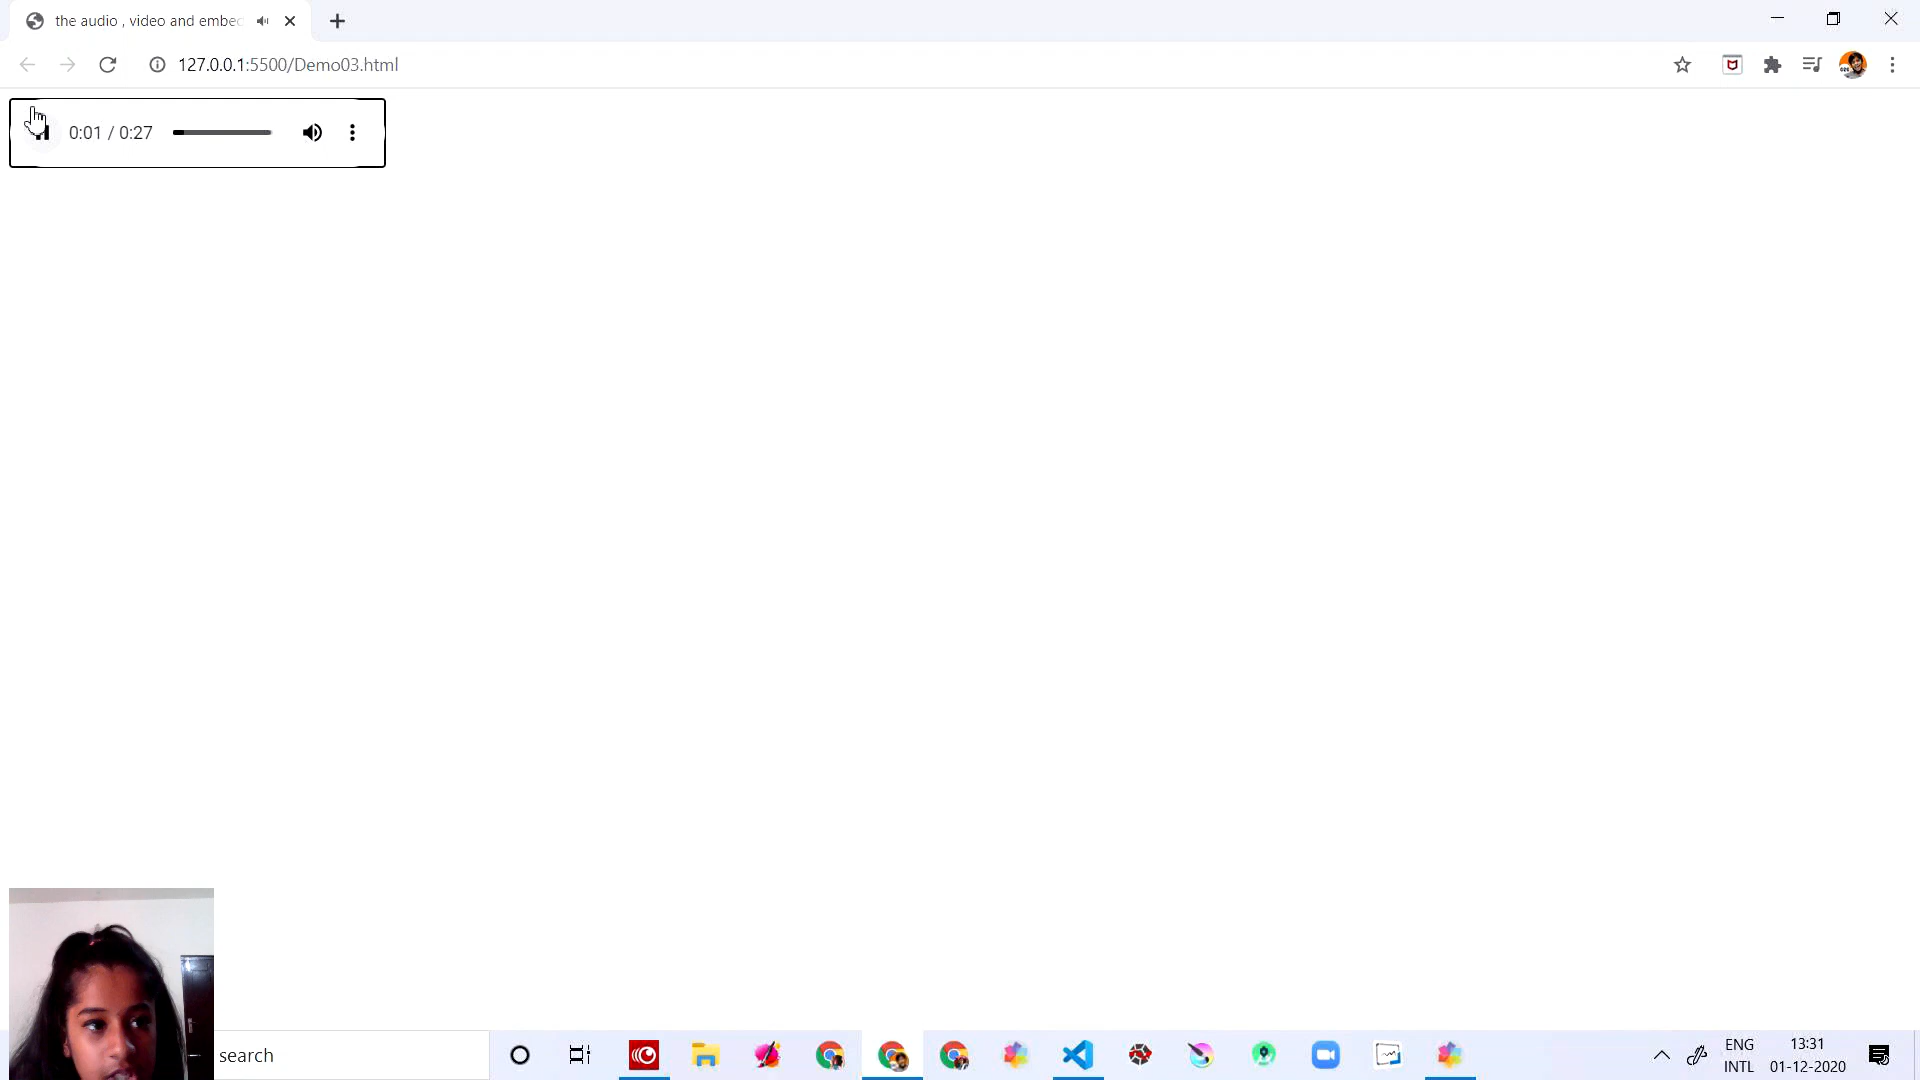 the audio , video and embe
127.0.0.1:5500/Demo03.html
0:01 / 0:27
search
ENG
INTL
13:31
01-12-2020